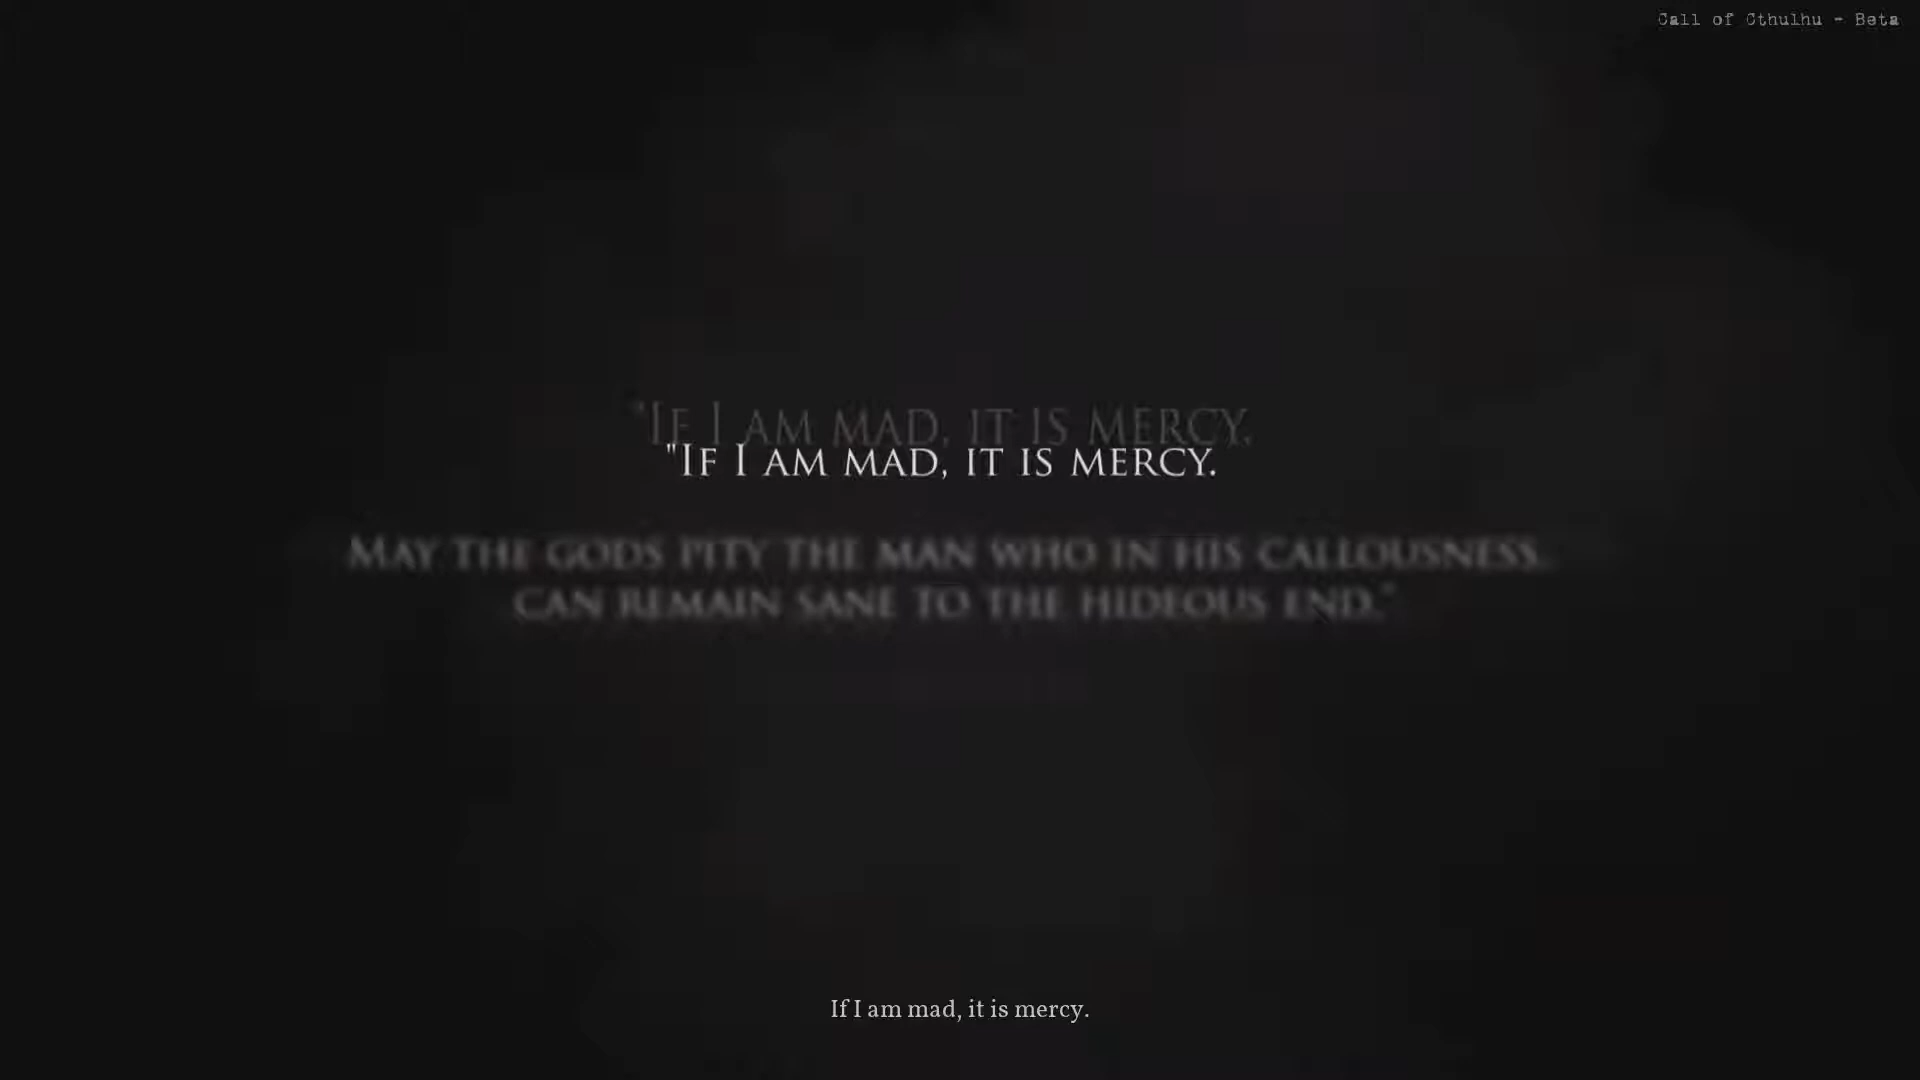 Call of Cthulhu - Beta
"If I am mad, it is mercy.
"If I am mad, it is mercy.
May the gods pity the man who in his callousness
can remain sane to the hideous end."
If I am mad, it is mercy.